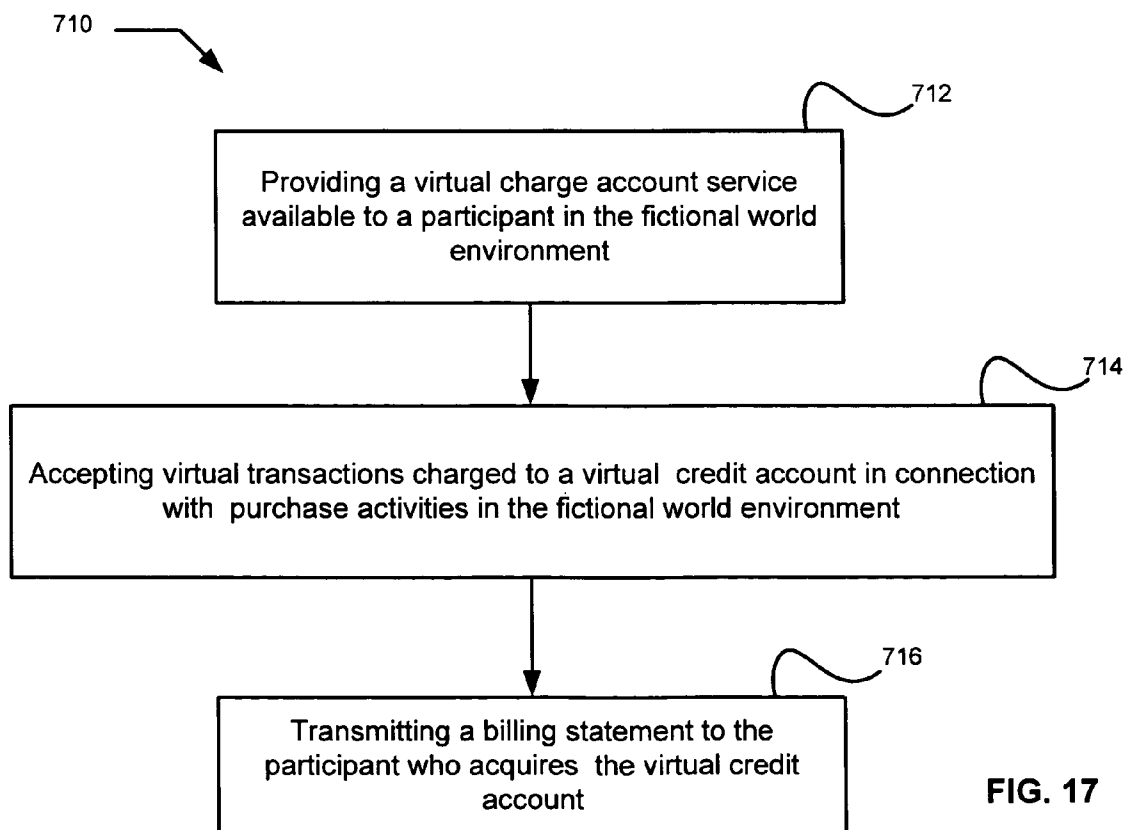 710
712
Providing a virtual charge account service
available to a participant in the fictional world
environment
714
Accepting virtual transactions charged to a virtual credit account in connection
with purchase activities in the fictional world environment
716
Transmitting a billing statement to the
participant who acquires the virtual credit
account
FIG. 17